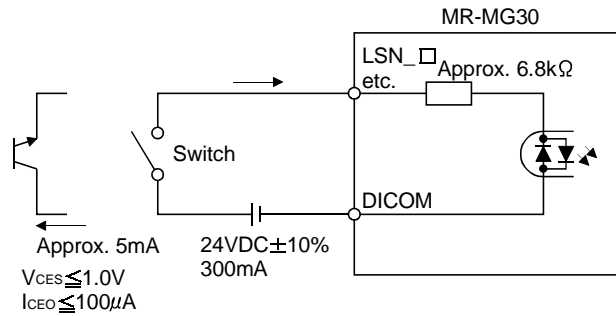 MR-MG30
LSN_□
etc.
Approx. 6.8kΩ
Switch
DICOM
Approx. 5mA
24VDC±10%
300mA
VCES≦1.0V
ICEO≦100μA